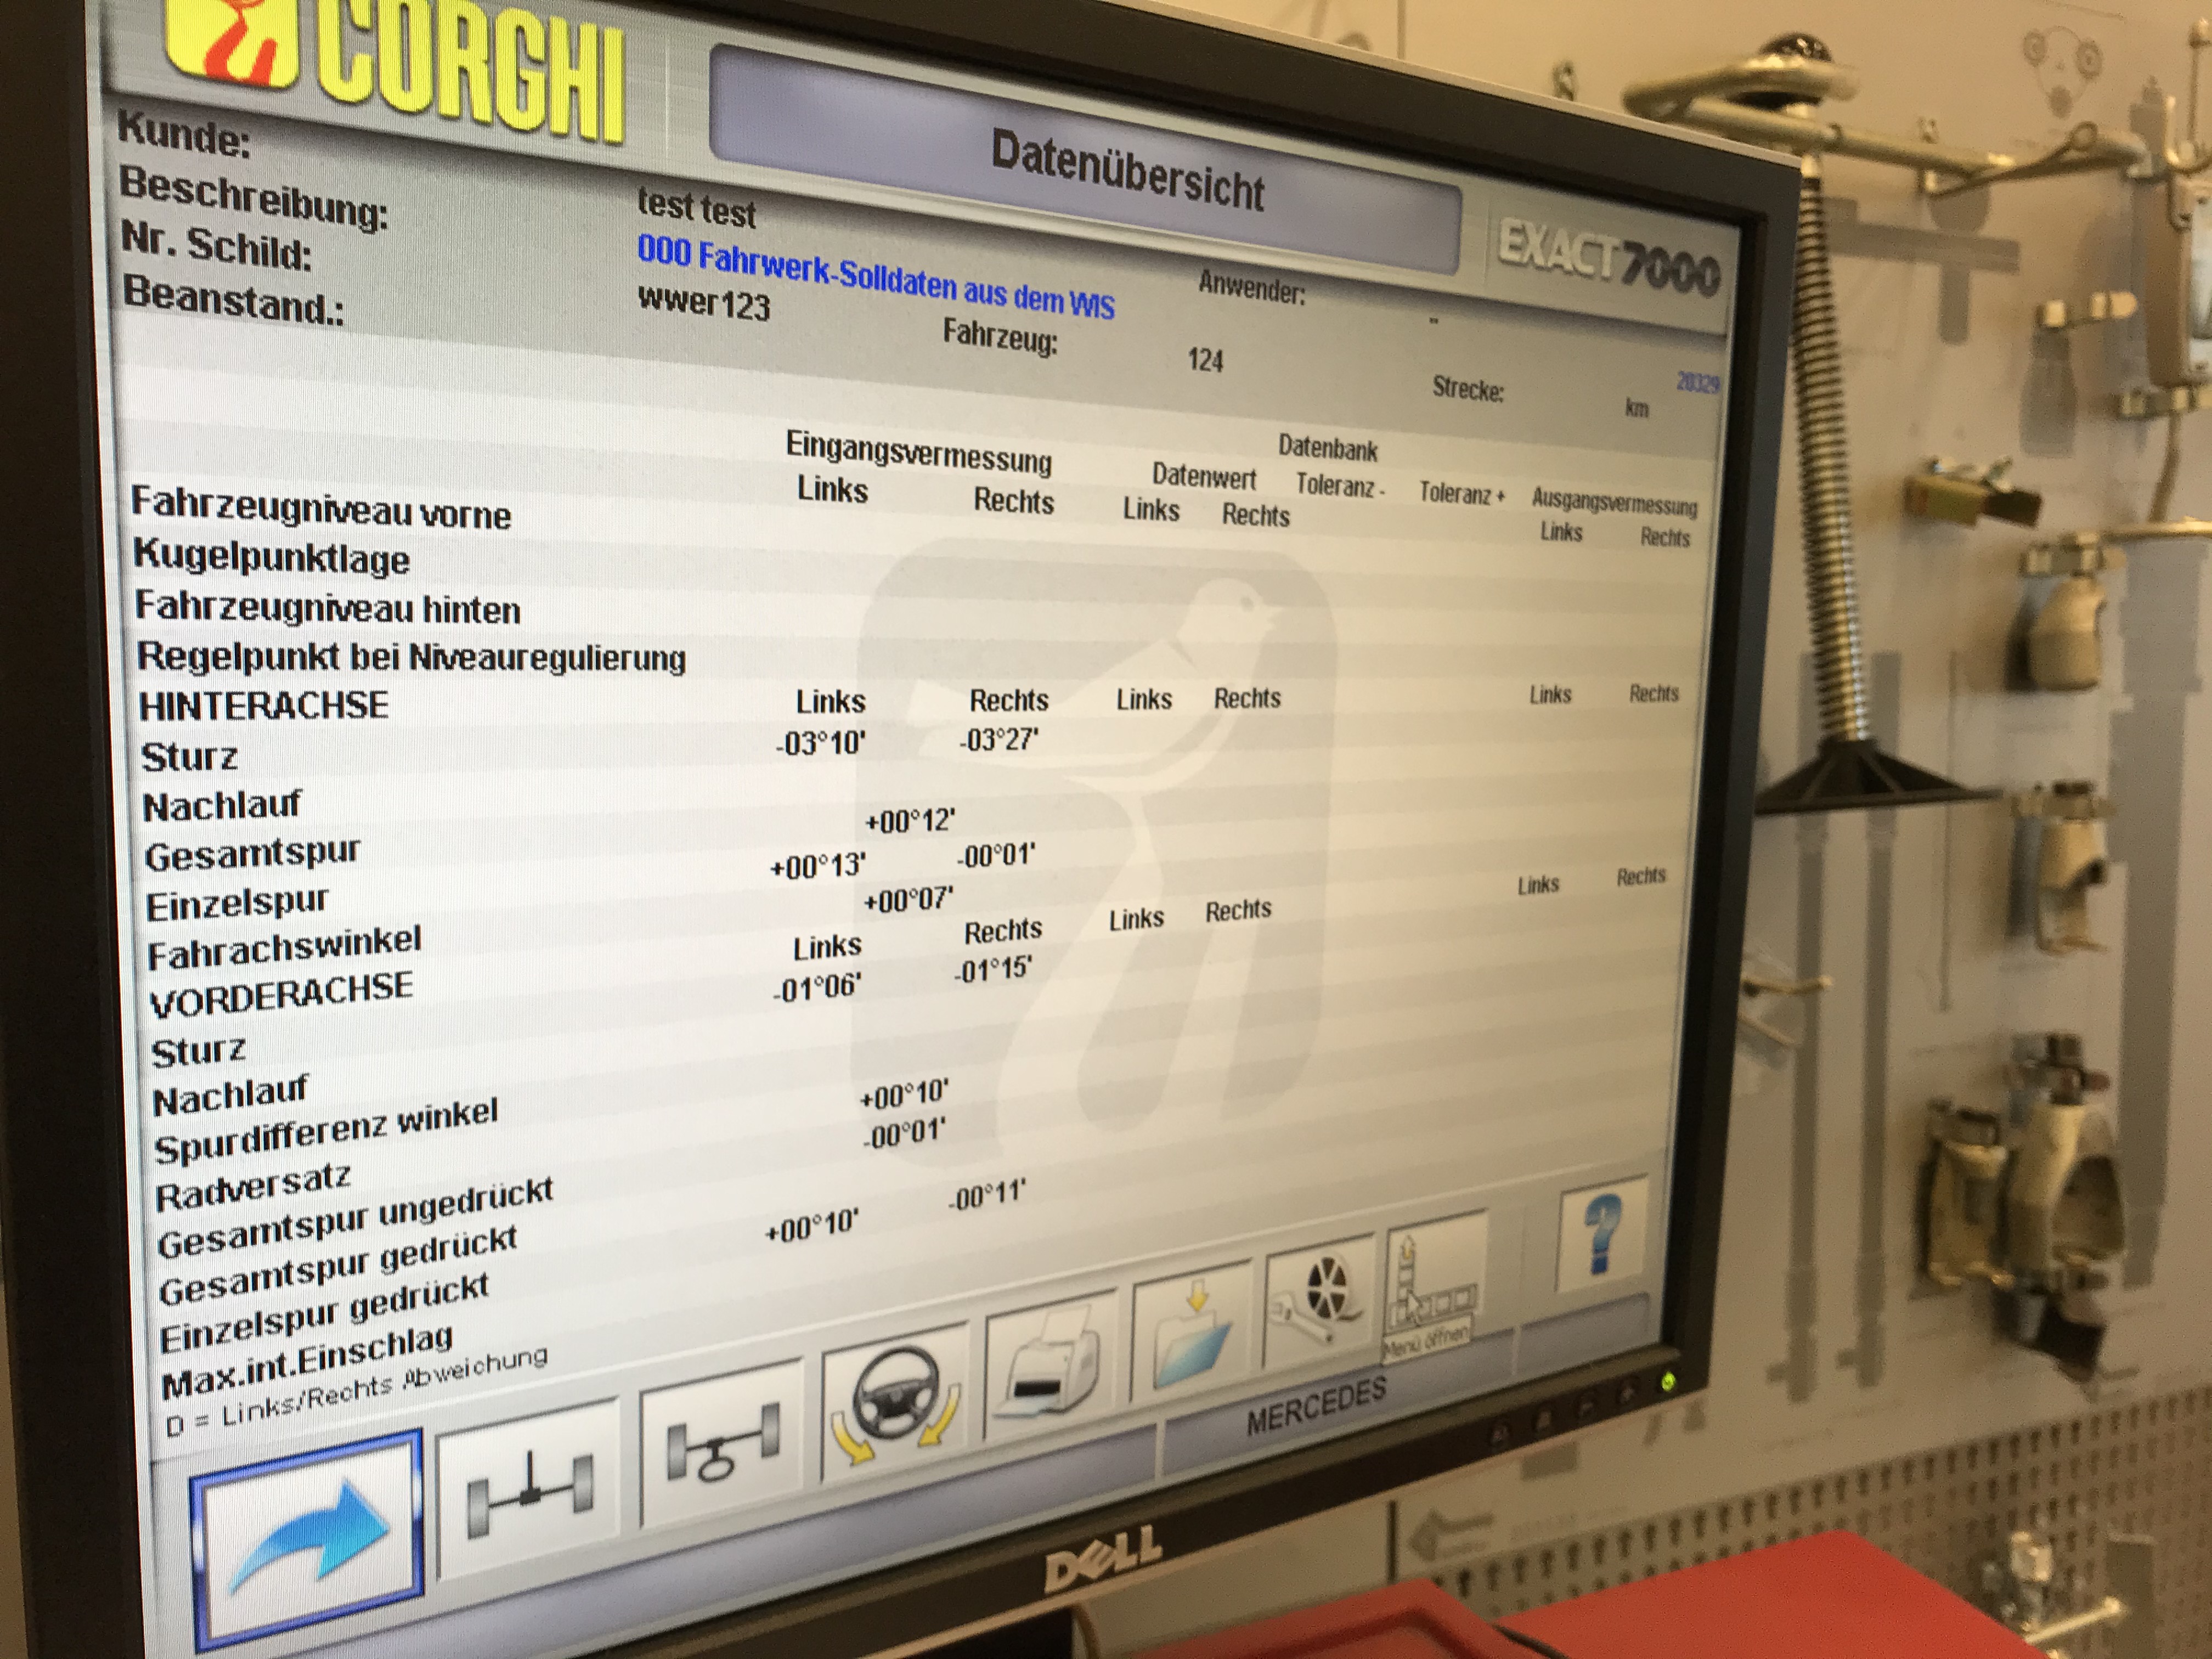 CORGHI
Datenübersicht
EXACT7000
Kunde: test test Anwender: --
Beschreibung: 000 Fahrwerk-Solldaten aus dem WIS 20329
Nr. Schild: wwer123 Fahrzeug: 124 Strecke: km
Beanstand.:
Eingangsvermessung Datenbank
Datenwert Toleranz - Toleranz + Ausgangsvermessung
Links Rechts Links Rechts Links Rechts
Fahrzeugniveau vorne
Kugelpunktlage
Fahrzeugniveau hinten
Regelpunkt bei Niveauregulierung
HINTERACHSE Links Rechts Links Rechts Links Rechts
Sturz -03°10' -03°27'
Nachlauf
Gesamtspur +00°12'
Einzelspur +00°13' -00°01'
Fahrachswinkel +00°07'
VORDERACHSE Links Rechts Links Rechts Links Rechts
Sturz -01°06' -01°15'
Nachlauf
Spurdifferenz winkel
Radversatz +00°10'
Gesamtspur ungedrückt -00°01'
Gesamtspur gedrückt
Einzelspur gedrückt +00°10' -00°11'
Max.int.Einschlag
D = Links/Rechts Abweichung
Menü öffnen
MERCEDES
DELL